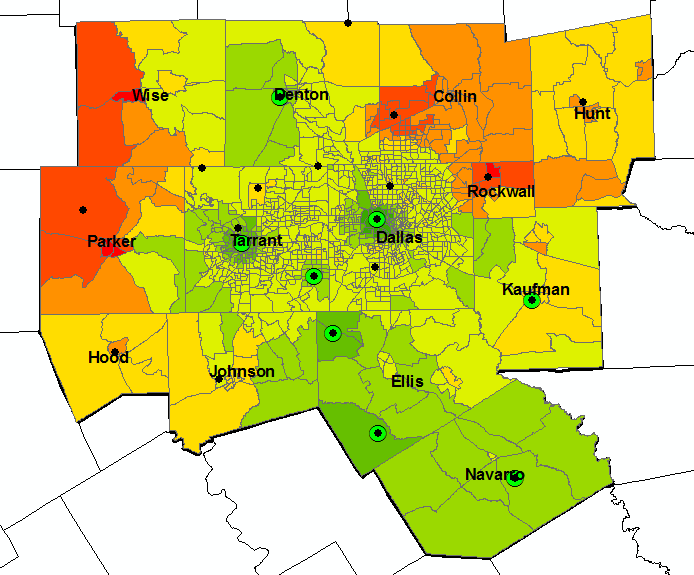 Wise
Denton
Collin
Hunt
Rockwall
Parker
Tarrant
Dallas
Kaufman
Hood
Johnson
Ellis
Navarro